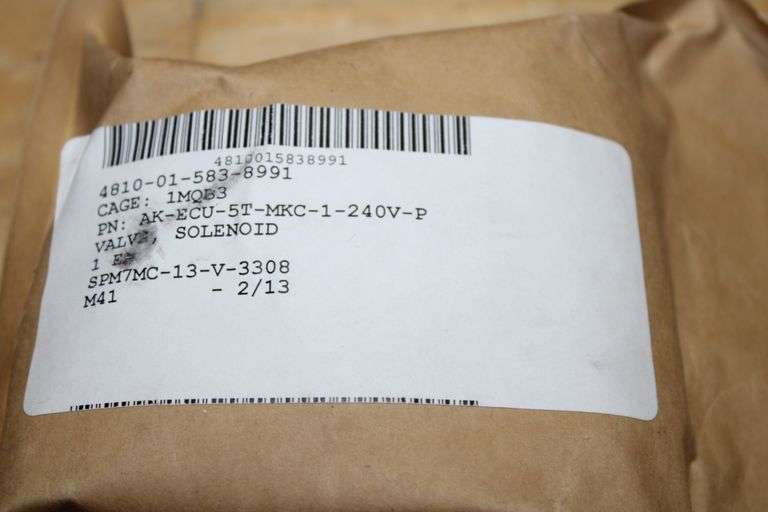 4810015838991
4810-01-583-8991
CAGE: 1MQB3
PN: AK-ECU-5T-MKC-1-240V-P
VALVE, SOLENOID
1 EA
SPM7MC-13-V-3308
M41 - 2/13